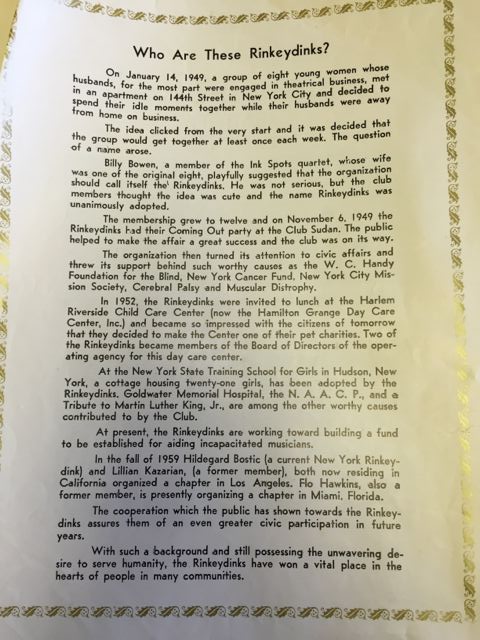 Who Are These Rinkeydinks?
On January 14, 1949, a group of eight young women whose
husbands, for the most part were engaged in theatrical business, met
in an apartment on 144th Street in New York City and decided to
spend their idle moments together while their husbands were away
from home on business.
The idea clicked from the very start and it was decided that
the group would get together at least once each week. The question
of a name arose.
Billy Bowen, a member of the Ink Spots quartet, whose wife
was one of the original eight, playfully suggested that the organization
should call itself the Rinkeydinks. He was not serious, but the club
members thought the idea was cute and the name Rinkeydinks was
unanimously adopted.
The membership grew to twelve and on November 6, 1949 the
Rinkeydinks had their Coming Out party at the Club Sudan. The public
helped to make the affair a great success and the club was on its way.
The organization then turned its attention to civic affairs and
threw its support behind such worthy causes as the W. C. Handy
Foundation for the Blind, New York Cancer Fund, New York City Mis-
sion Society, Cerebral Palsy and Muscular Distrophy.
In 1952, the Rinkeydinks were invited to lunch at the Harlem
Riverside Child Care Center (now the Hamilton Grange Day Care
Center, Inc.) and became so impressed with the citizens of tomorrow
that they decided to make the Center one of their pet charities. Two of
the Rinkeydinks became members of the Board of Directors of the oper-
ating agency for this day care center.
At the New York State Training School for Girls in Hudson, New
York, a cottage housing twenty-one girls, has been adopted by the
Rinkeydinks. Goldwater Memorial Hospital, the N. A. A. C. P., and a
Tribute to Martin Luther King, Jr., are among the other worthy causes
contributed to by the Club.
At present, the Rinkeydinks are working toward building a fund
to be established for aiding incapacitated musicians.
In the fall of 1959 Hildegard Bostic (a current New York Rinkey-
dink) and Lillian Kazarian, (a former member), both now residing in
California organized a chapter in Los Angeles. Flo Hawkins, also a
former member, is presently organizing a chapter in Miami, Florida.
The cooperation which the public has shown towards the Rinkey-
dinks assures them of an even greater civic participation in future
years.
With such a background and still possessing the unwavering de-
sire to serve humanity, the Rinkeydinks have won a vital place in the
hearts of people in many communities.